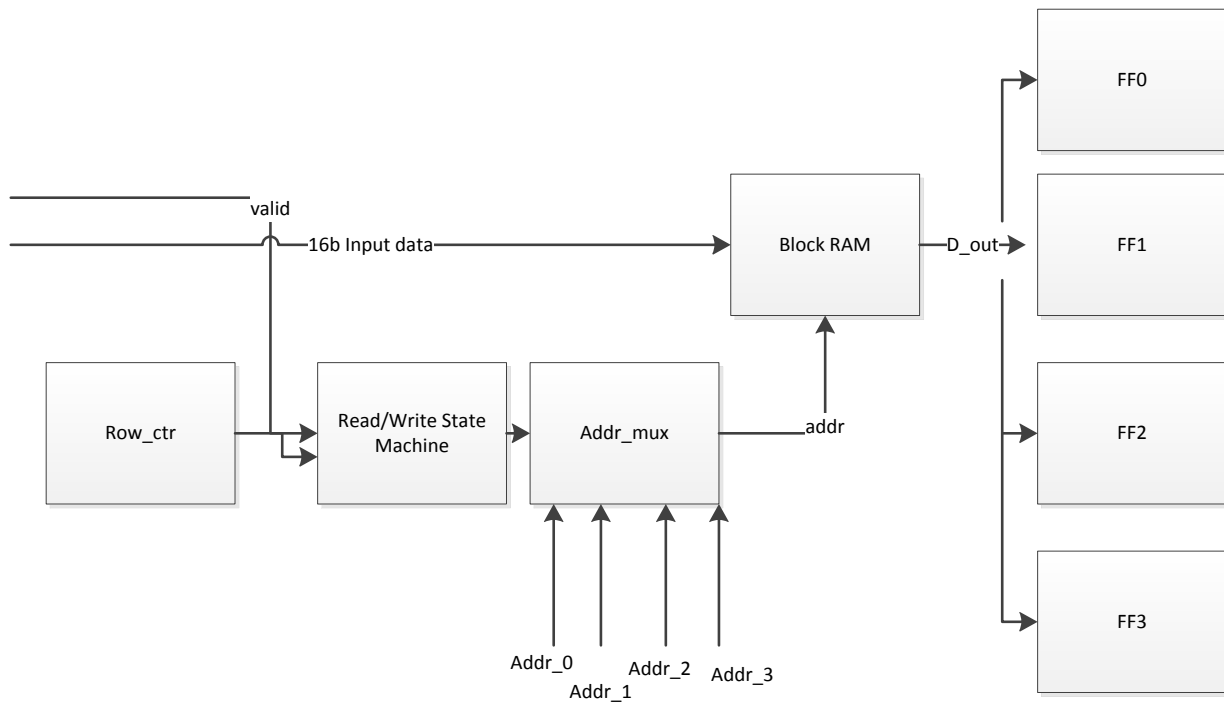 FF0
valid
16b Input data
Block RAM
D_out
FF1
Row_ctr
Read/Write State
Machine
Addr_mux
addr
FF2
FF3
Addr_0
Addr_1
Addr_2
Addr_3